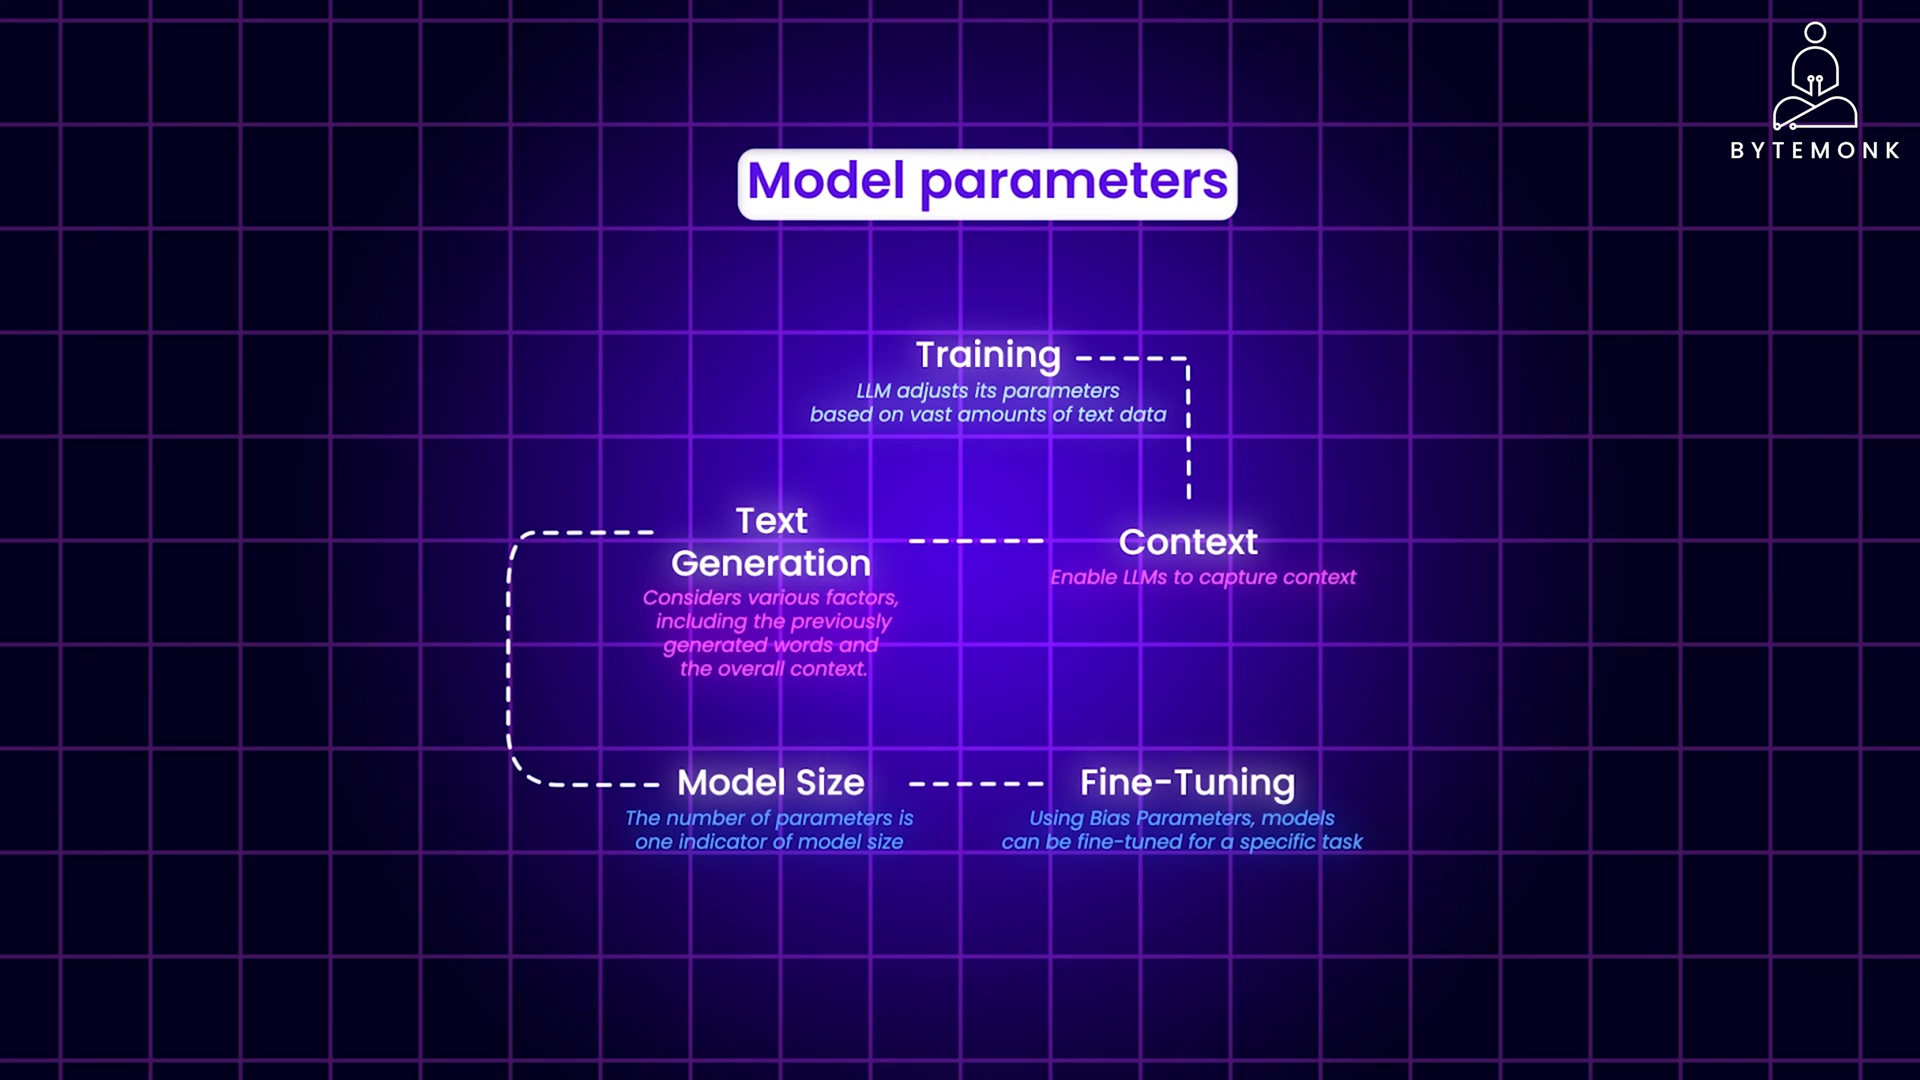 BYTEMONK
Model parameters
Training
LLM adjusts its parameters
based on vast amounts of text data
Text
Generation
Considers various factors,
including the previously
generated words and
the overall context.
Context
Enable LLMs to capture context
Model Size
The number of parameters is
one indicator of model size
Fine-Tuning
Using Bias Parameters, models
can be fine-tuned for a specific task